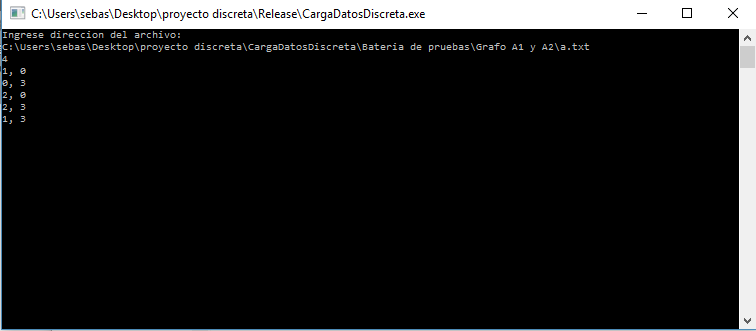 C:\Users\sebas\Desktop\proyecto discreta\Release\CargaDatosDiscreta.exe
Ingrese direccion del archivo:
C:\Users\sebas\Desktop\proyecto discreta\CargaDatosDiscreta\Bateria de pruebas\Grafo A1 y A2\a.txt
4
1, 0
0, 3
2, 0
2, 3
1, 3